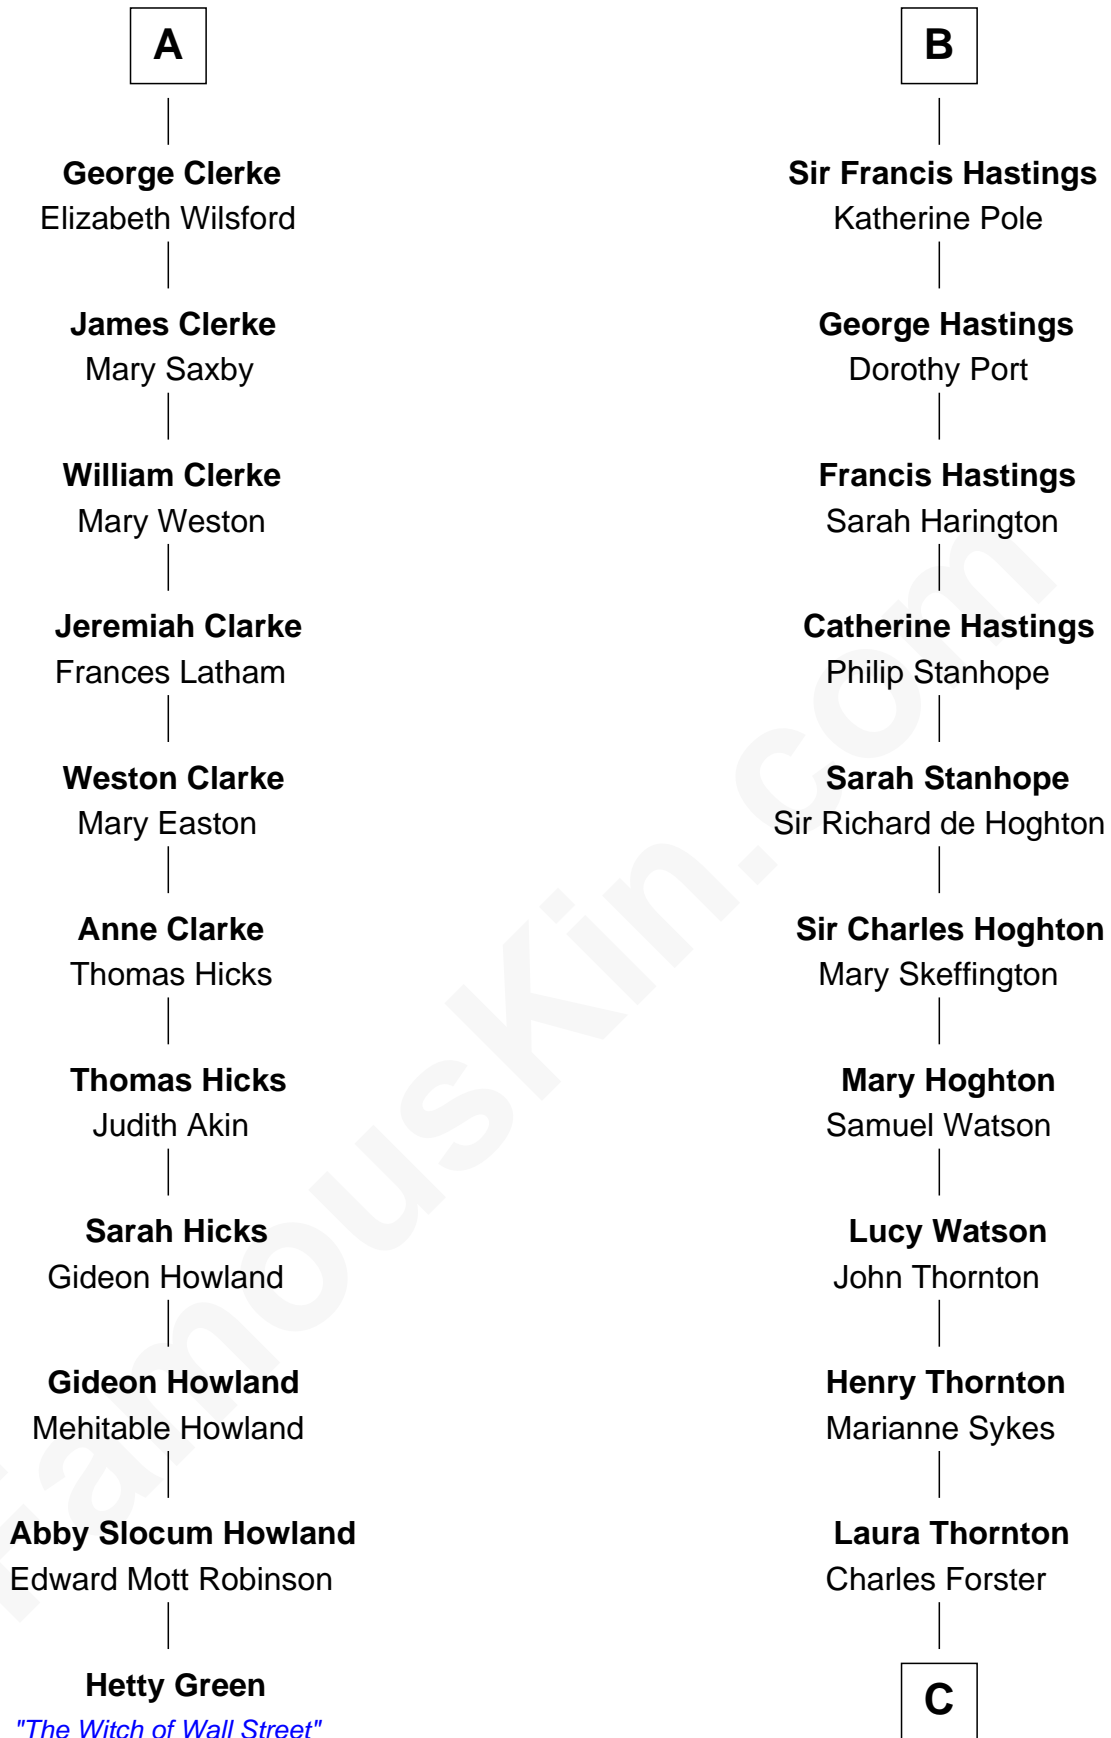 A
George Clerke
Elizabeth Wilsford
James Clerke
Mary Saxby
William Clerke
Mary Weston
Jeremiah Clarke
Frances Latham
Weston Clarke
Mary Easton
Anne Clarke
Thomas Hicks
Thomas Hicks
Judith Akin
Sarah Hicks
Gideon Howland
Gideon Howland
Mehitable Howland
Abby Slocum Howland
Edward Mott Robinson
Hetty Green
"The Witch of Wall Street"
B
Sir Francis Hastings
Katherine Pole
George Hastings
Dorothy Port
Francis Hastings
Sarah Harington
Catherine Hastings
Philip Stanhope
Sarah Stanhope
Sir Richard de Hoghton
Sir Charles Hoghton
Mary Skeffington
Mary Hoghton
Samuel Watson
Lucy Watson
John Thornton
Henry Thornton
Marianne Sykes
Laura Thornton
Charles Forster
C
FamousKin.com